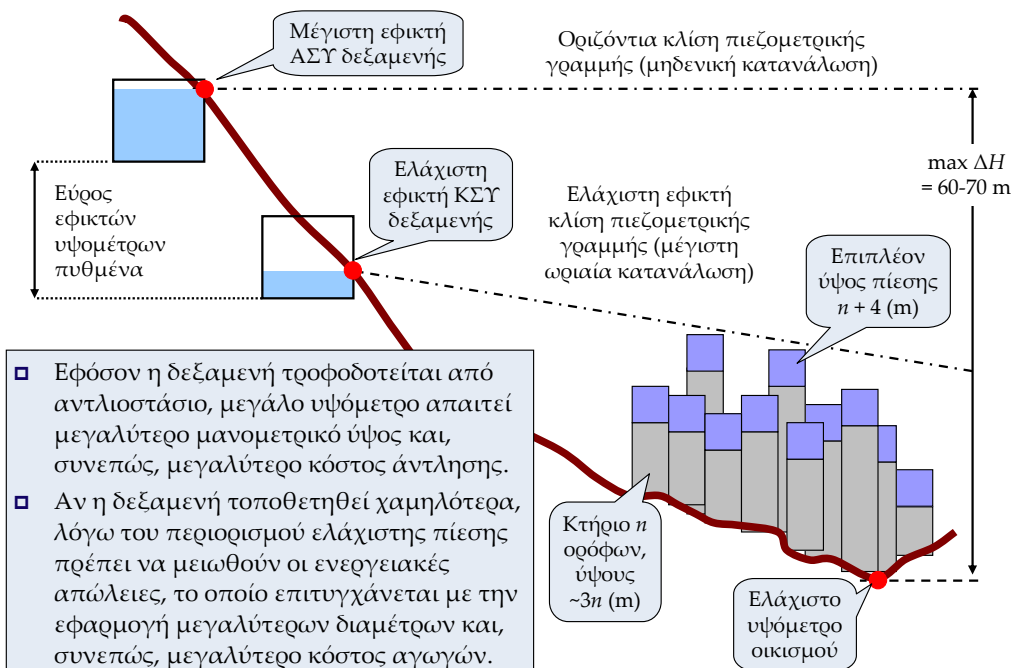 Μέγιστη εφικτή
ΑΣΥ δεξαμενής
Οριζόντια κλίση πιεζομετρικής
γραμμής (μηδενική κατανάλωση)
max ΔH
= 60-70 m
Εύρος
εφικτών
υψομέτρων
πυθμένα
Ελάχιστη
εφικτή ΚΣΥ
δεξαμενής
Ελάχιστη εφικτή
κλίση πιεζομετρικής
γραμμής (μέγιστη
ωριαία κατανάλωση)
Επιπλέον
ύψος πίεσης
n + 4 (m)
Εφόσον η δεξαμενή τροφοδοτείται από
αντλιοστάσιο, μεγάλο υψόμετρο απαιτεί
μεγαλύτερο μανομετρικό ύψος και,
συνεπώς, μεγαλύτερο κόστος άντλησης.
Αν η δεξαμενή τοποθετηθεί χαμηλότερα,
λόγω του περιορισμού ελάχιστης πίεσης
πρέπει να μειωθούν οι ενεργειακές
απώλειες, το οποίο επιτυγχάνεται με την
εφαρμογή μεγαλύτερων διαμέτρων και,
συνεπώς, μεγαλύτερο κόστος αγωγών.
Κτήριο n
ορόφων,
ύψους
~3n (m)
Ελάχιστο
υψόμετρο
οικισμού